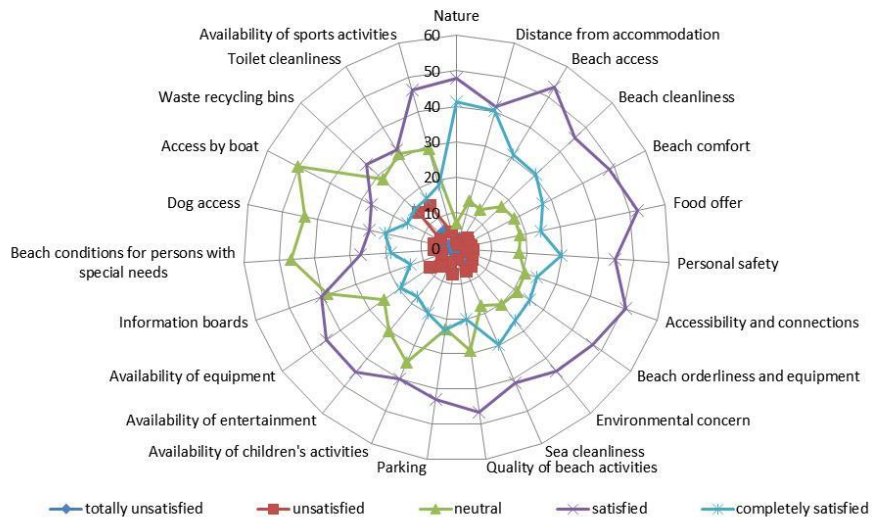 Nature
Availability of sports activities
Distance from accommodation
Toilet cleanliness
Beach access
Waste recycling bins
Beach cleanliness
Access by boat
Beach comfort
Dog access
Food offer
Beach conditions for persons with
special needs
Personal safety
Information boards
Accessibility and connections
Availability of equipment
Beach orderliness and equipment
Availability of entertainment
Environmental concern
Availability of children's activities
Sea cleanliness
Parking
Quality of beach activities
60
50
40
30
20
10
0
totally unsatisfied
unsatisfied
neutral
satisfied
completely satisfied